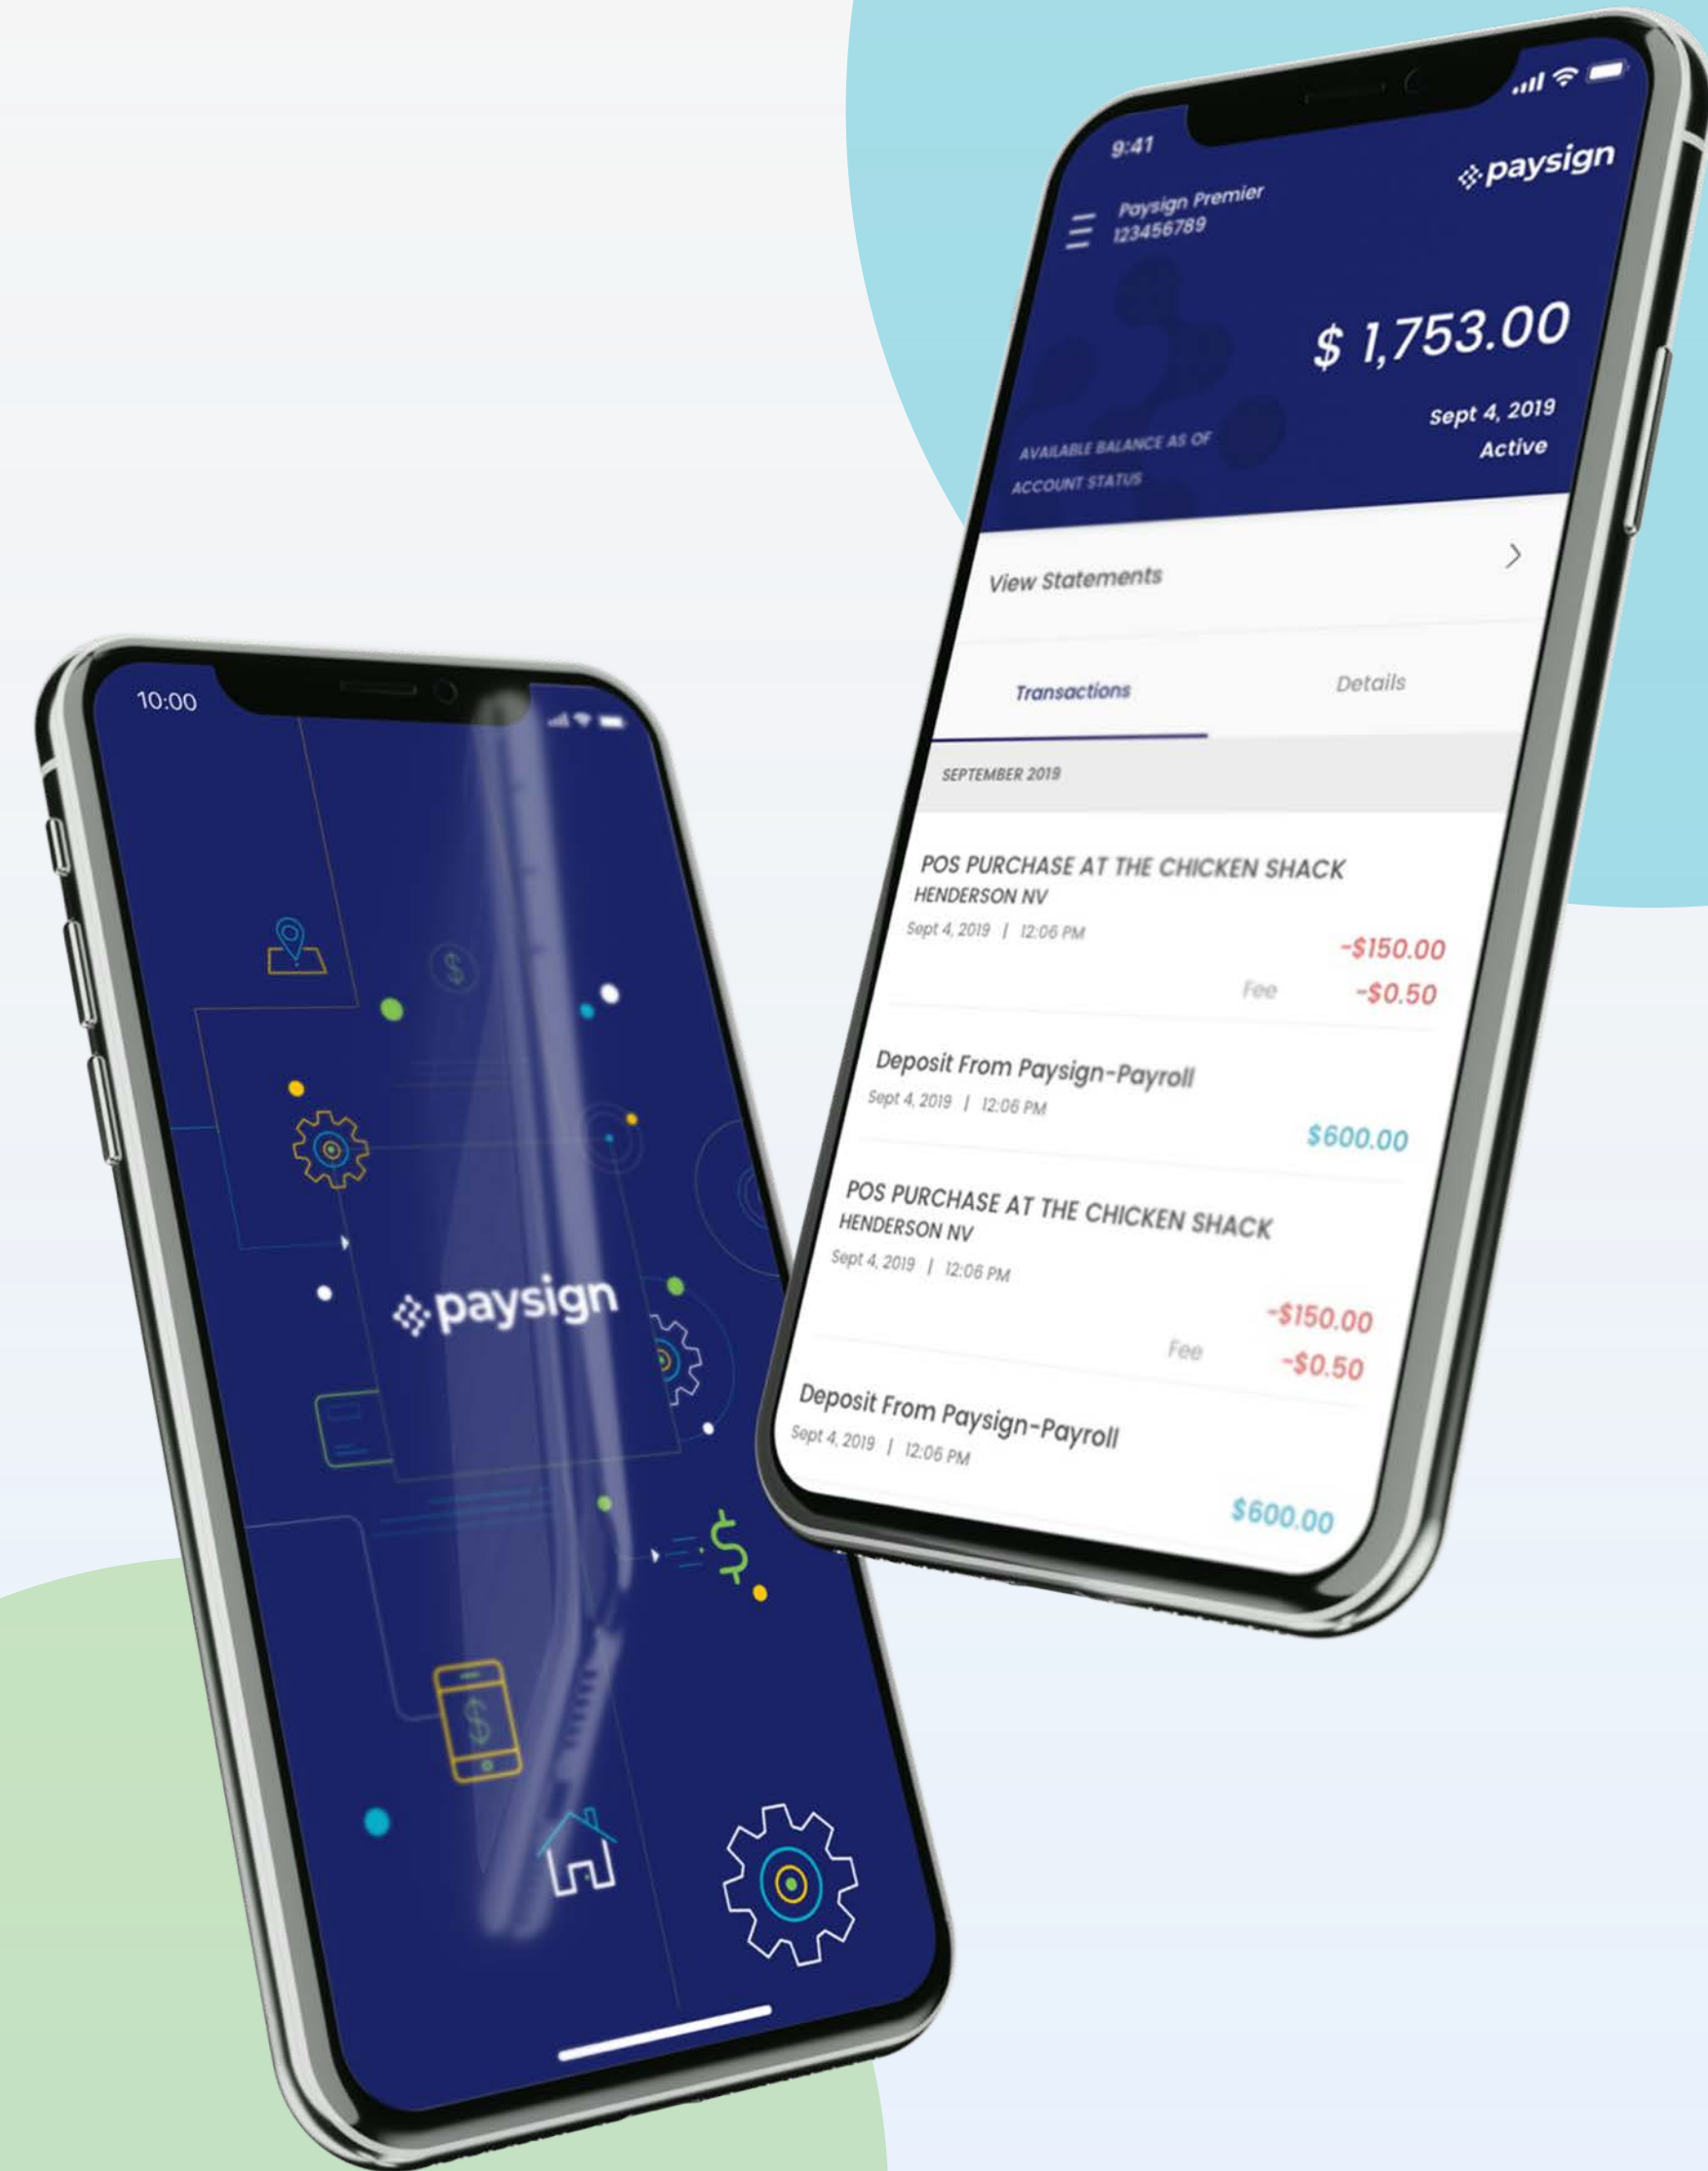 9:41
paysign
Paysign Premier
123456789
$ 1,753.00
AVAILABLE BALANCE AS OF
Sept 4, 2019
ACCOUNT STATUS
Active
View Statements
Transactions
Details
SEPTEMBER 2019
POS PURCHASE AT THE CHICKEN SHACK
HENDERSON NV
Sept 4, 2019 | 12:06 PM
-$150.00
Fee -$0.50
Deposit From Paysign-Payroll
Sept 4, 2019 | 12:06 PM
$600.00
POS PURCHASE AT THE CHICKEN SHACK
HENDERSON NV
Sept 4, 2019 | 12:06 PM
-$150.00
Fee -$0.50
Deposit From Paysign-Payroll
Sept 4, 2019 | 12:06 PM
$600.00
10:00
$
paysign
$
$